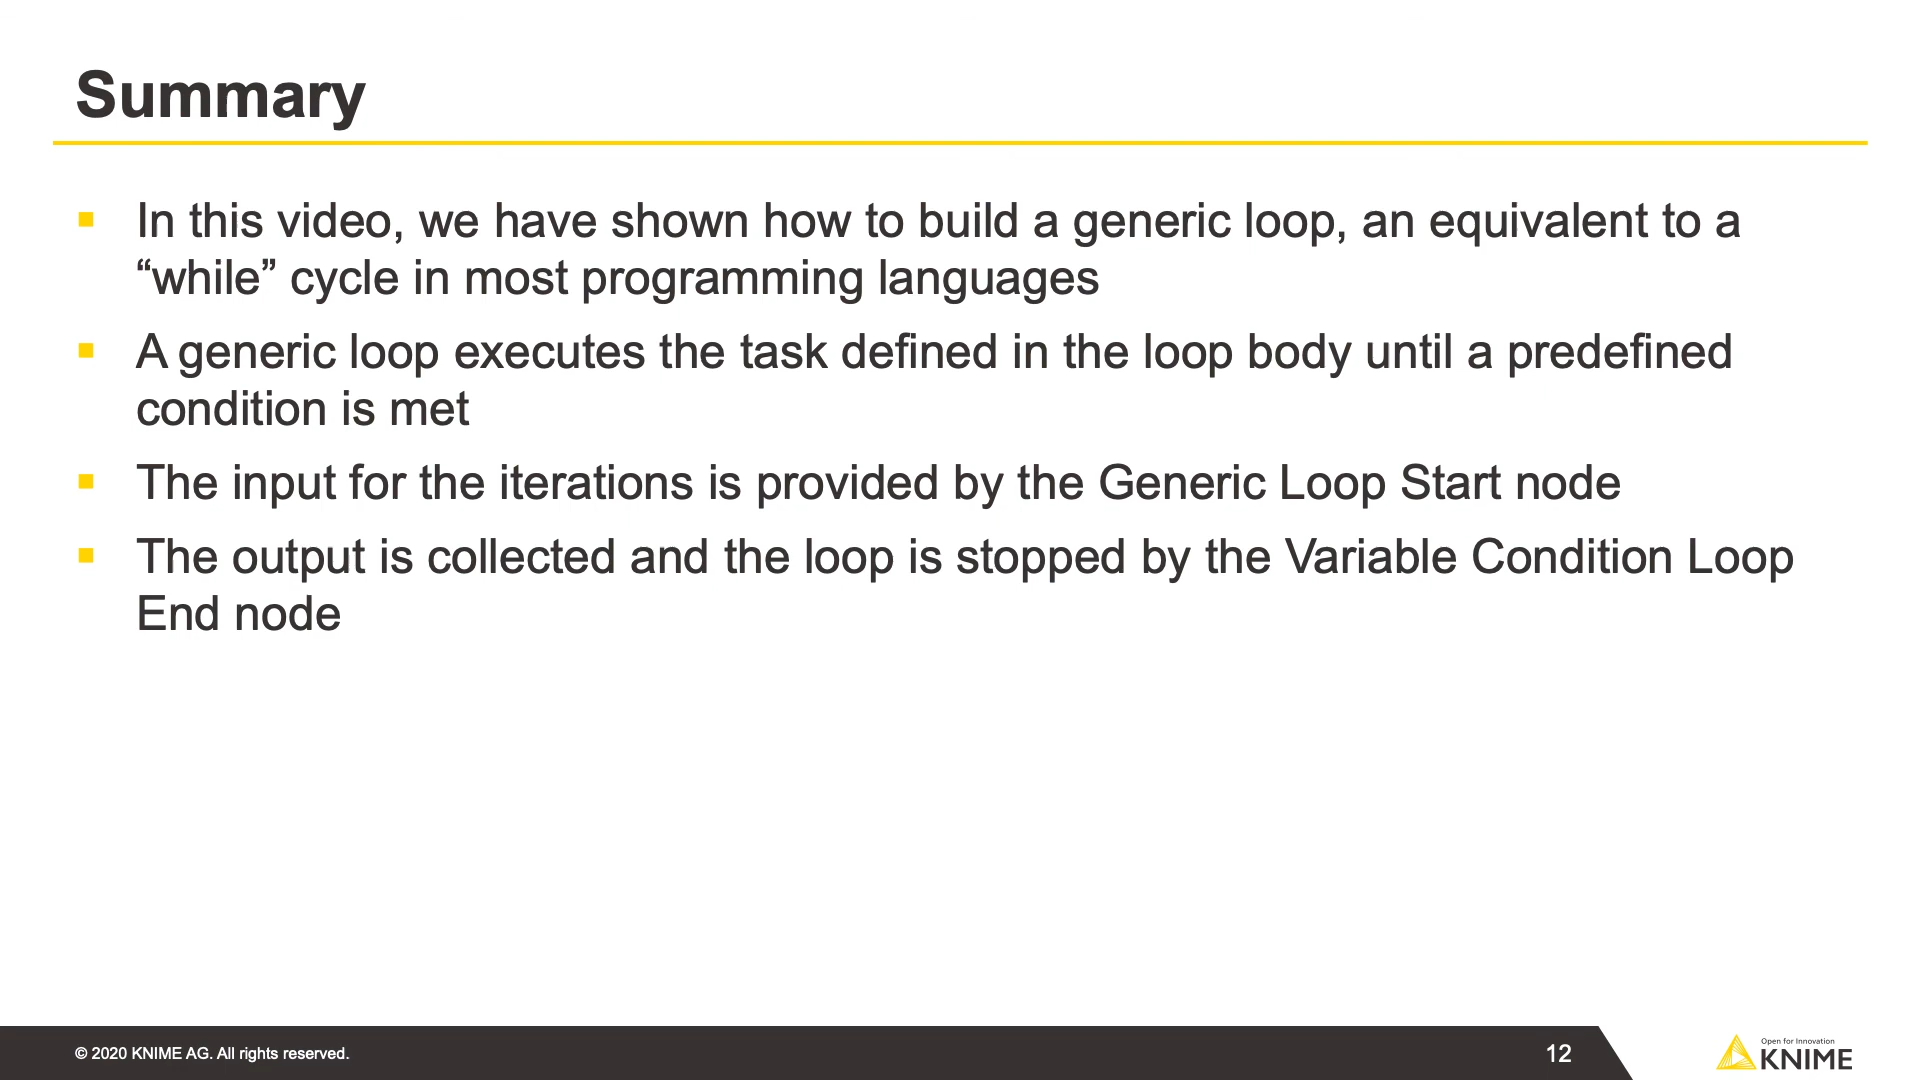 Summary
▪ In this video, we have shown how to build a generic loop, an equivalent to a
“while” cycle in most programming languages
▪ A generic loop executes the task defined in the loop body until a predefined
condition is met
▪ The input for the iterations is provided by the Generic Loop Start node
▪ The output is collected and the loop is stopped by the Variable Condition Loop
End node
© 2020 KNIME AG. All rights reserved.
12
Open for Innovation
KNIME